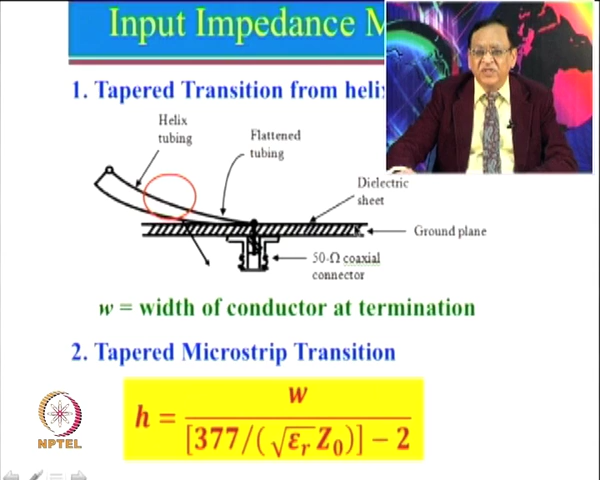 Input Impedance M
1. Tapered Transition from helix
Helix
tubing
Flattened
tubing
Dielectric
sheet
Ground plane
50-Ω coaxial
connector
w = width of conductor at termination
2. Tapered Microstrip Transition
h = w / [377/(√εr Z0)] − 2
NPTEL